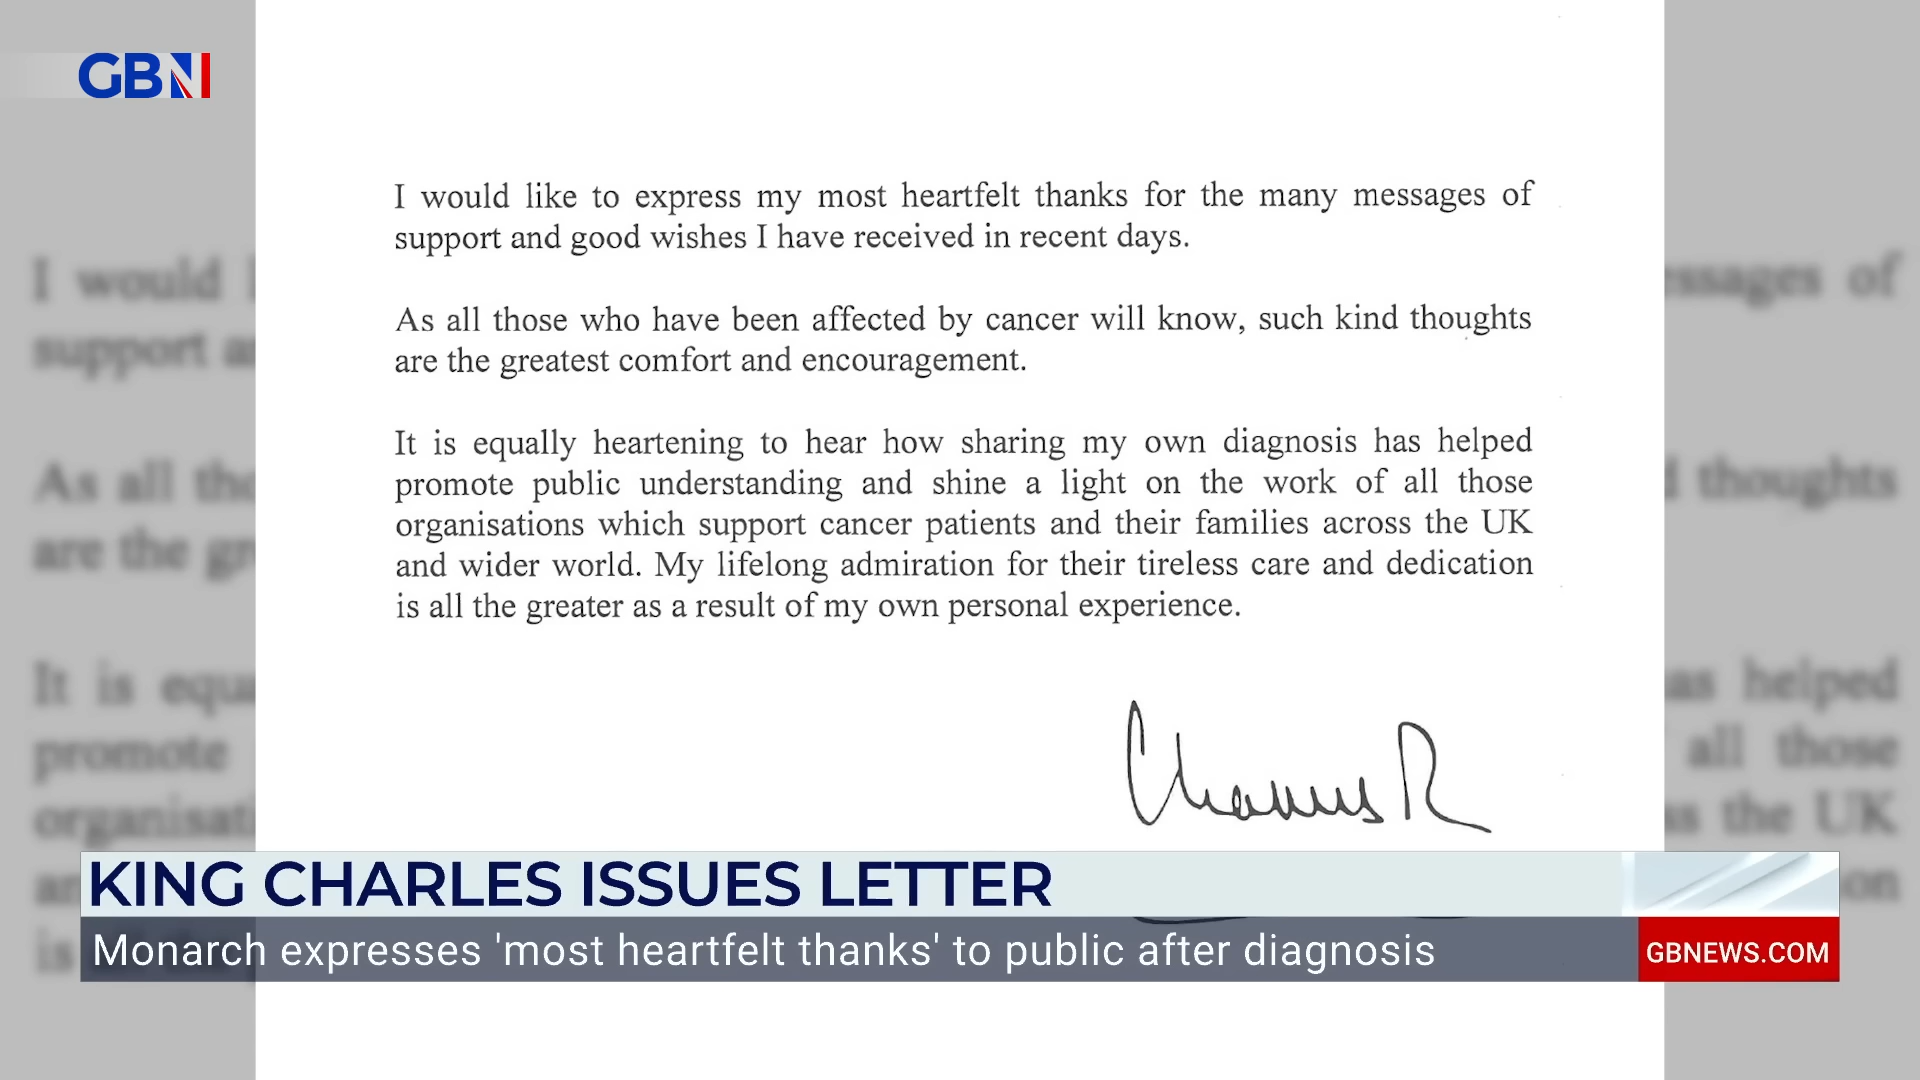 GBN
I would like to express my most heartfelt thanks for the many messages of
support and good wishes I have received in recent days.
As all those who have been affected by cancer will know, such kind thoughts
are the greatest comfort and encouragement.
It is equally heartening to hear how sharing my own diagnosis has helped
promote public understanding and shine a light on the work of all those
organisations which support cancer patients and their families across the UK
and wider world. My lifelong admiration for their tireless care and dedication
is all the greater as a result of my own personal experience.
Charles R
KING CHARLES ISSUES LETTER
Monarch expresses 'most heartfelt thanks' to public after diagnosis
GBNEWS.COM